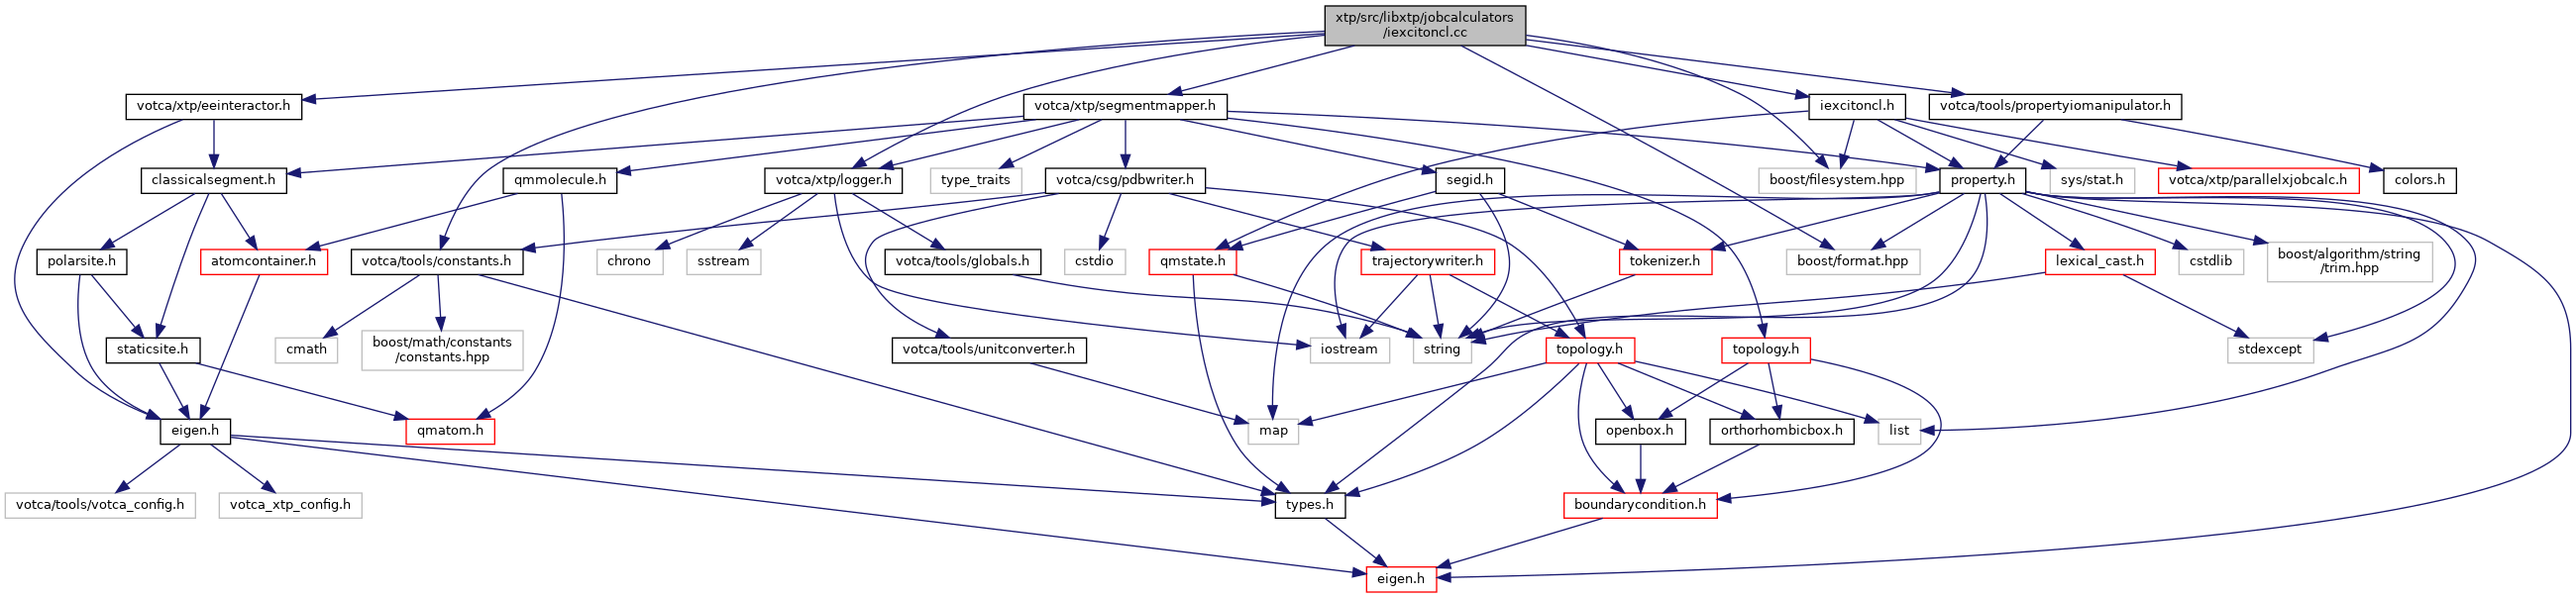 xtp/src/libxtp/jobcalculators
/iexcitoncl.cc
votca/xtp/eeinteractor.h
votca/xtp/segmentmapper.h
iexcitoncl.h
votca/tools/propertyiomanipulator.h
classicalsegment.h
qmmolecule.h
votca/xtp/logger.h
type_traits
votca/csg/pdbwriter.h
segid.h
boost/filesystem.hpp
property.h
sys/stat.h
votca/xtp/parallelxjobcalc.h
colors.h
polarsite.h
atomcontainer.h
votca/tools/constants.h
chrono
sstream
votca/tools/globals.h
cstdio
qmstate.h
trajectorywriter.h
tokenizer.h
boost/format.hpp
lexical_cast.h
cstdlib
boost/algorithm/string
/trim.hpp
staticsite.h
cmath
boost/math/constants
/constants.hpp
votca/tools/unitconverter.h
iostream
string
topology.h
topology.h
stdexcept
eigen.h
qmatom.h
map
openbox.h
orthorhombicbox.h
list
votca/tools/votca_config.h
votca_xtp_config.h
types.h
boundarycondition.h
eigen.h